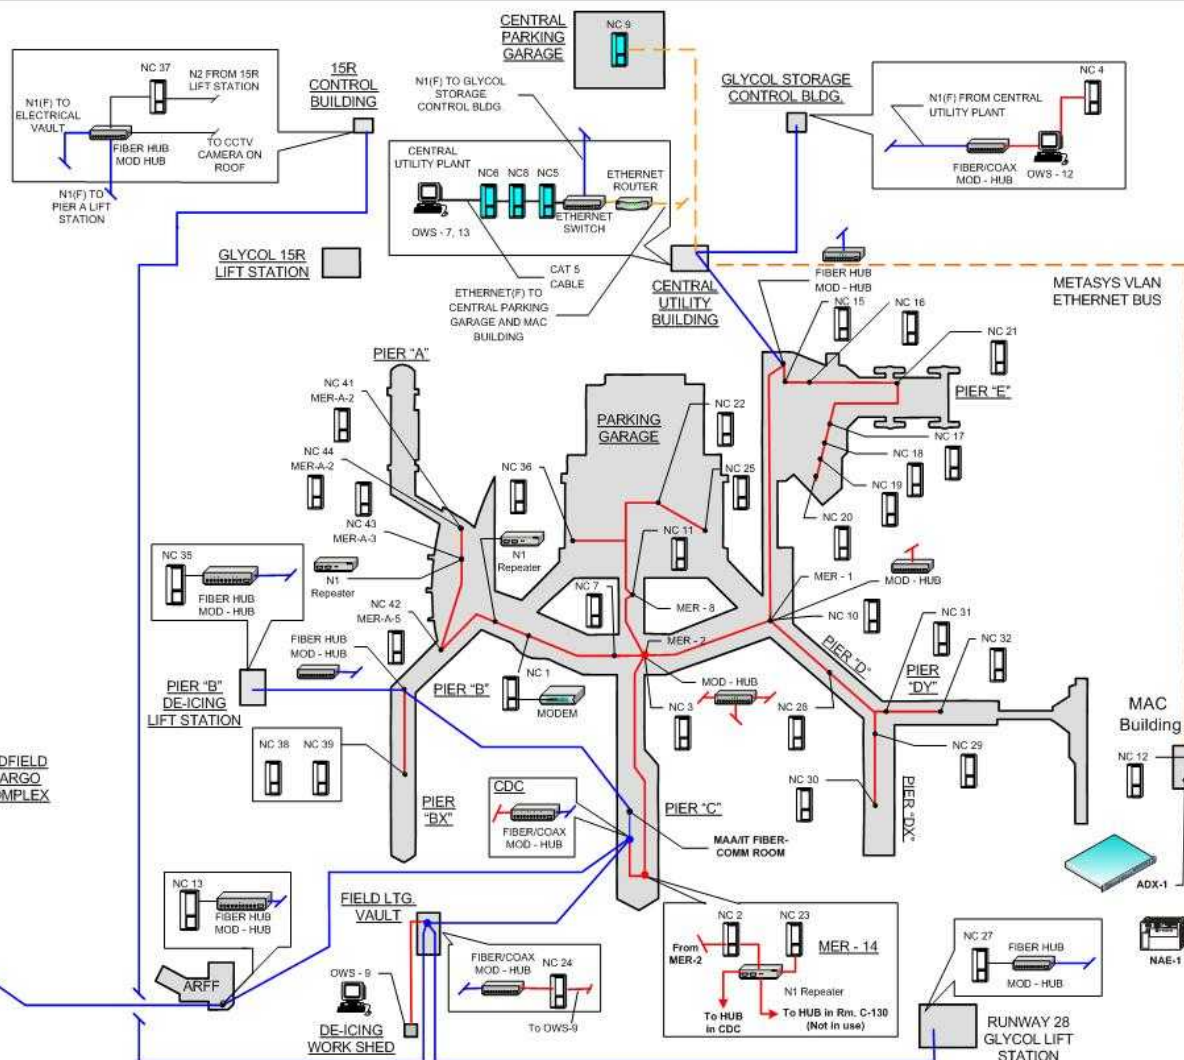 CENTRAL
PARKING
GARAGE
NC 9
15R
CONTROL
BUILDING
NC 37
N2 FROM 15R
LIFT STATION
N1(F) TO
ELECTRICAL
VAULT
FIBER HUB
MOD HUB
TO CCTV
CAMERA ON
ROOF
N1(F) TO
PIER A LIFT
STATION
N1(F) TO GLYCOL
STORAGE
CONTROL BLDG.
GLYCOL STORAGE
CONTROL BLDG.
NC 4
N1(F) FROM CENTRAL
UTILITY PLANT
FIBER/COAX
MOD - HUB
OWS - 12
CENTRAL
UTILITY PLANT
NC6
NC8
NC5
ETHERNET
ROUTER
ETHERNET
SWITCH
OWS - 7, 13
GLYCOL 15R
LIFT STATION
CAT 5
CABLE
ETHERNET(F) TO
CENTRAL PARKING
GARAGE AND MAC
BUILDING
CENTRAL
UTILITY
BUILDING
FIBER HUB
MOD - HUB
METASYS VLAN
ETHERNET BUS
NC 15
NC 16
NC 21
PIER "A"
NC 41
MER-A-2
PIER "E"
NC 22
PARKING
GARAGE
NC 17
NC 18
NC 19
NC 20
NC 44
MER-A-2
NC 36
NC 25
NC 43
MER-A-3
N1
Repeater
NC 11
NC 35
FIBER HUB
MOD - HUB
N1
Repeater
NC 7
MER - 8
MER - 1
MOD - HUB
NC 10
NC 31
NC 32
NC 42
MER-A-5
MER - 2
PIER "D"
PIER
"DY"
FIBER HUB
MOD - HUB
PIER "B"
DE-ICING
LIFT STATION
PIER "B"
NC 1
MODEM
MOD - HUB
NC 3
NC 28
MAC
Building
NC 12
NC 38
NC 39
NC 29
NC 30
CDC
FIBER/COAX
MOD - HUB
PIER
"BX"
PIER "C"
PIER "DX"
MAA/IT FIBER-
COMM ROOM
ADX-1
NC 13
FIBER HUB
MOD - HUB
ARFF
FIELD LTG.
VAULT
FIBER/COAX
MOD - HUB
NC 24
To OWS-9
OWS - 9
DE-ICING
WORK SHED
NC 2
NC 23
From
MER-2
MER - 14
N1 Repeater
To HUB
in CDC
To HUB in Rm. C-130
(Not in use)
NC 27
FIBER HUB
MOD - HUB
NAE-1
RUNWAY 28
GLYCOL LIFT
STATION